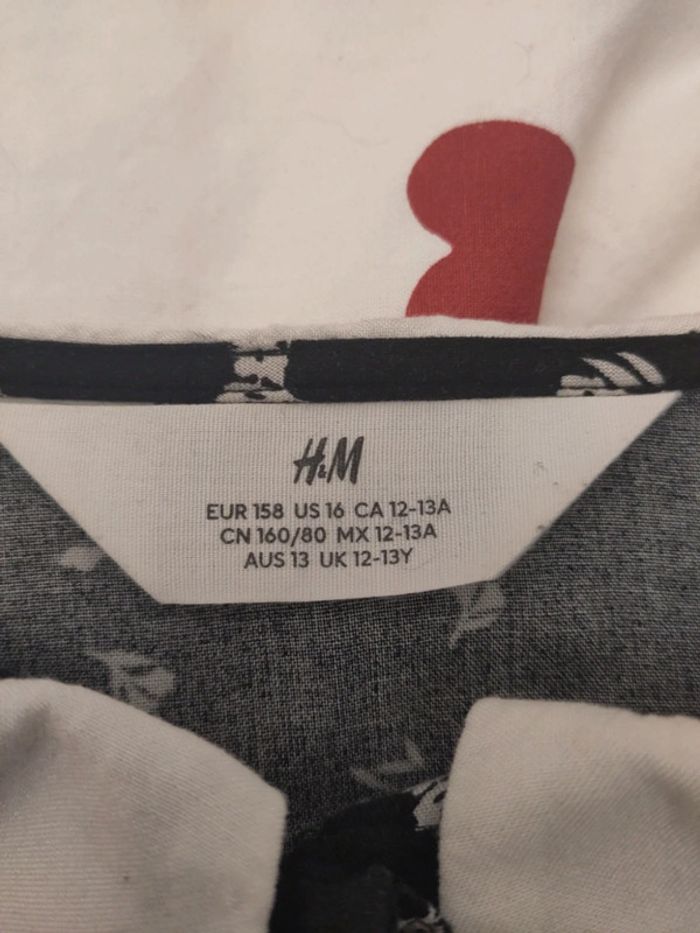 H&M
EUR 158 US 16 CA 12-13A
CN 160/80 MX 12-13A
AUS 13 UK 12-13Y